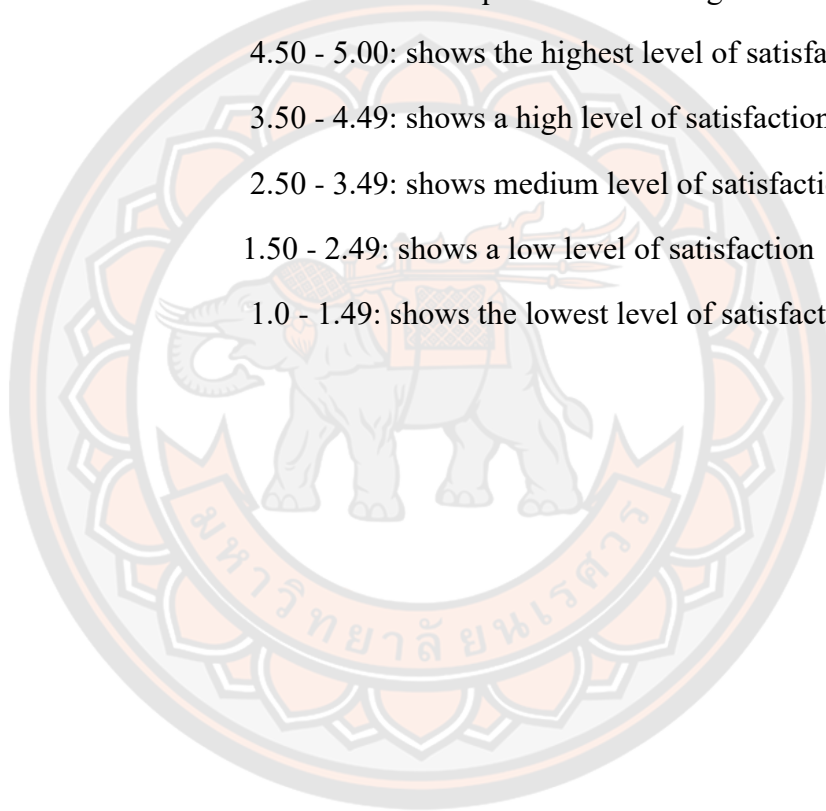 4.50 - 5.00: shows the highest level of
3.50 - 4.49: shows a high level of satisfaction
2.50 - 3.49: shows medium level of
1.50 - 2.49: shows a low level of satisfaction
1.0 - 1.49: shows the lowest level of
มหาวิทยาลัยนเรศวร